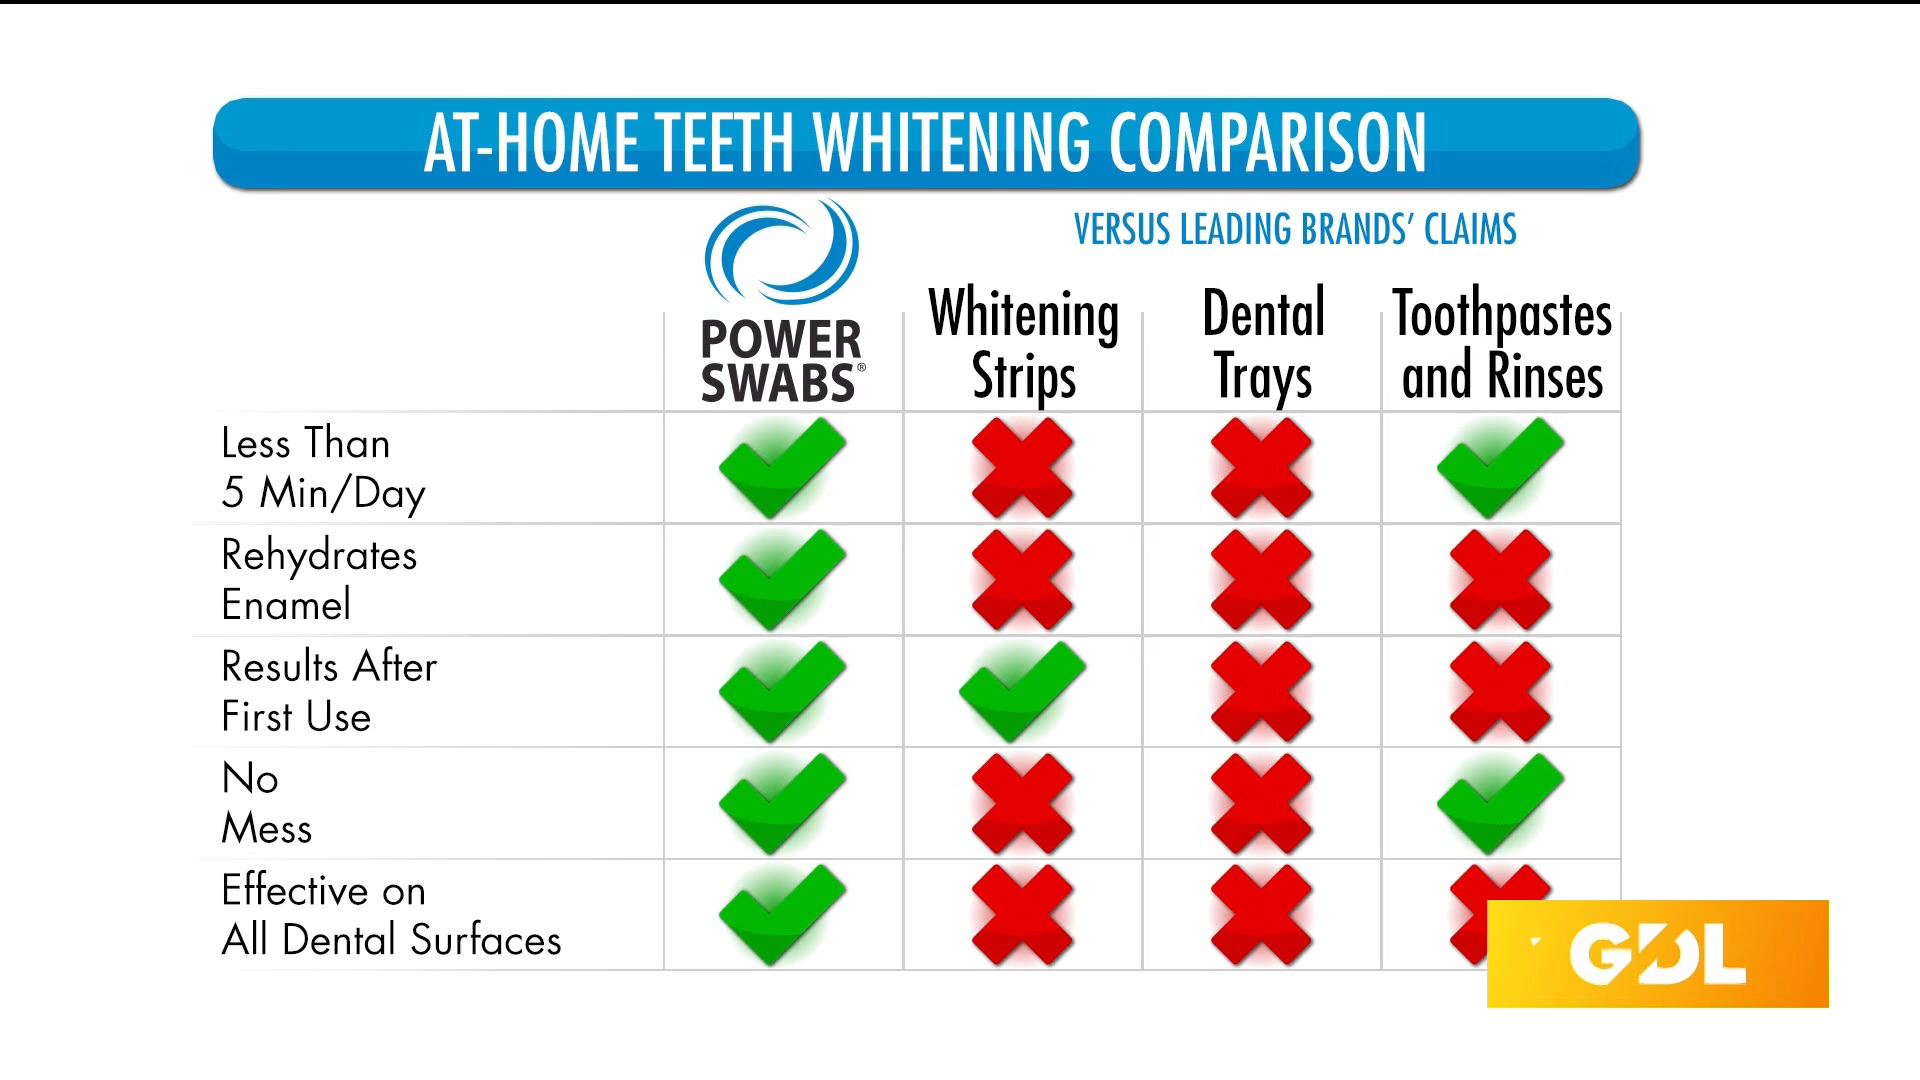 AT-HOME TEETH WHITENING COMPARISON
VERSUS LEADING BRANDS' CLAIMS
POWER
SWABS®
Whitening
Strips
Dental
Trays
Toothpastes
and Rinses
Less Than
5 Min/Day
Rehydrates
Enamel
Results After
First Use
No
Mess
Effective on
All Dental Surfaces
GDL